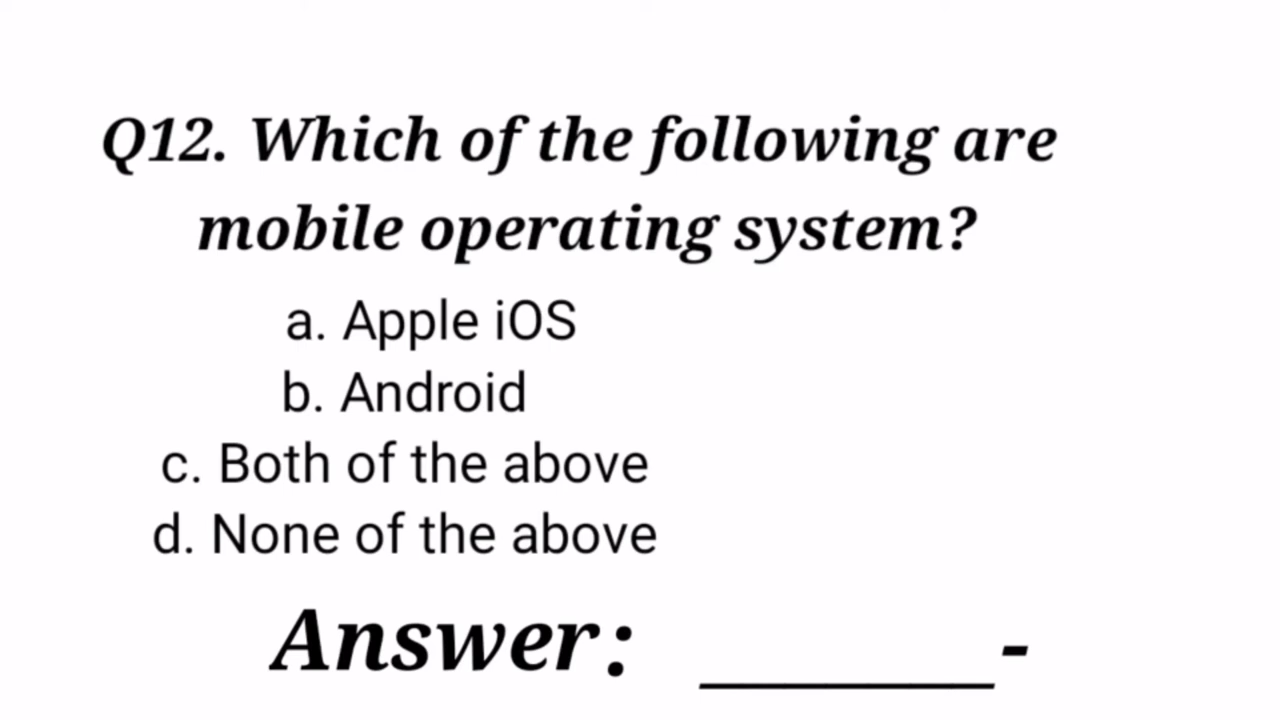 Q12. Which of the following are
mobile operating system?
a. Apple iOS
b. Android
c. Both of the above
d. None of the above
Answer: _______-